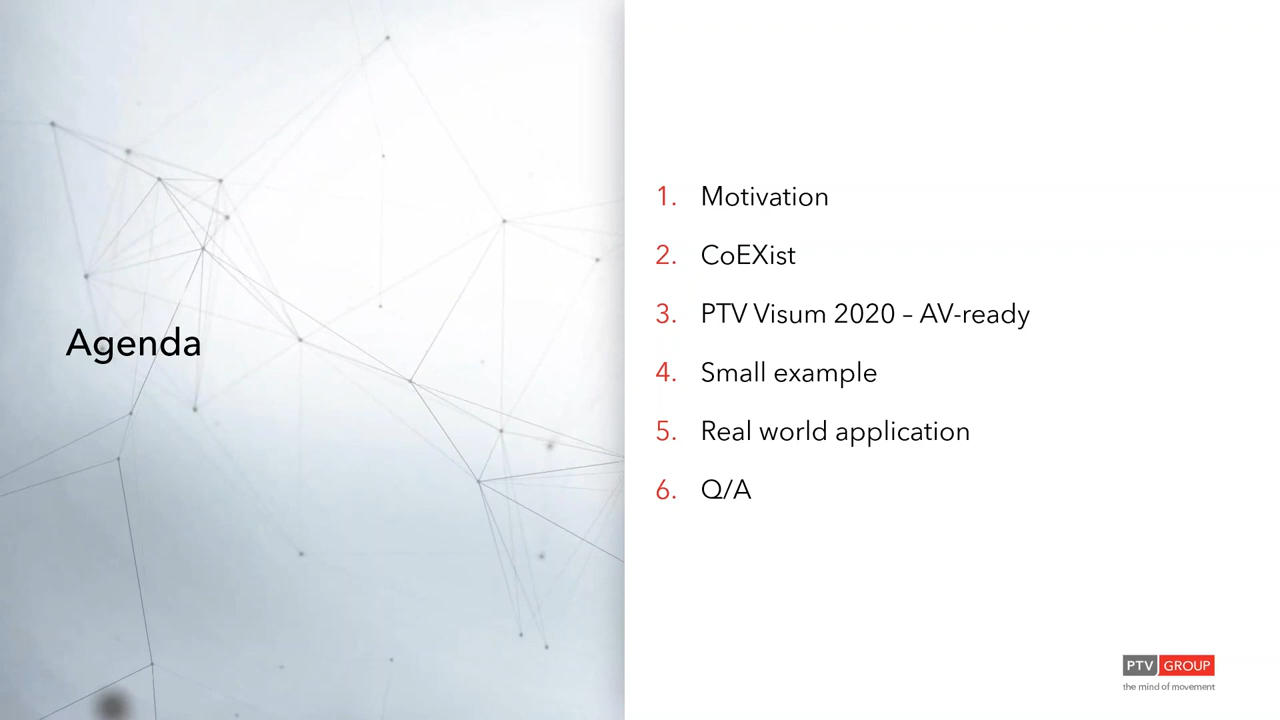 Agenda
1. Motivation
2. CoEXist
3. PTV Visum 2020 – AV-ready
4. Small example
5. Real world application
6. Q/A
PTV GROUP
the mind of movement